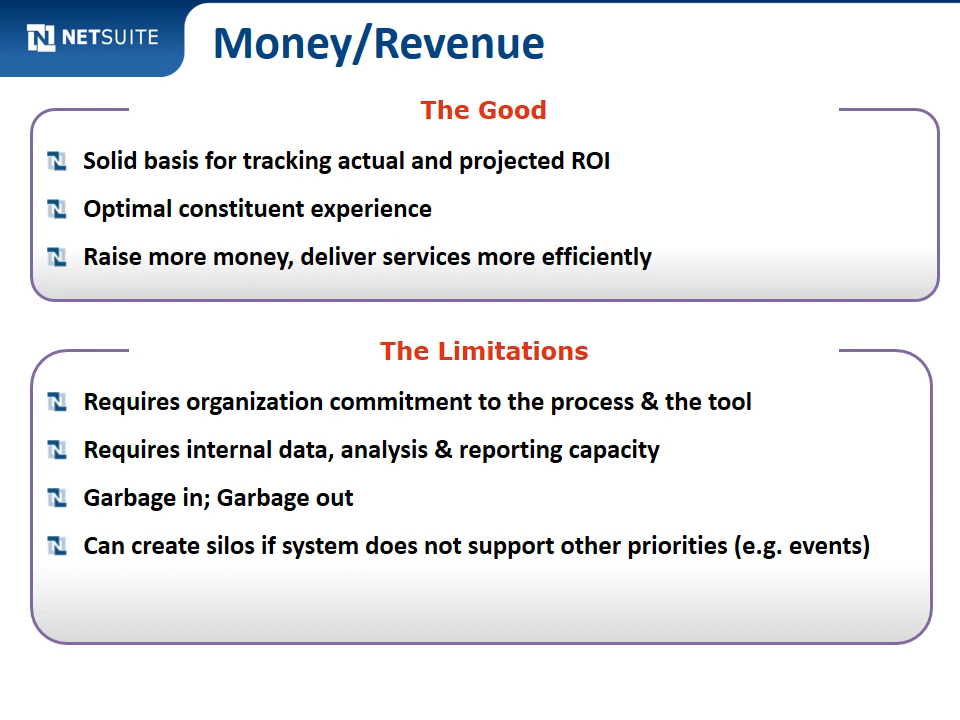 NETSUITE
Money/Revenue
The Good
Solid basis for tracking actual and projected ROI
Optimal constituent experience
Raise more money, deliver services more efficiently
The Limitations
Requires organization commitment to the process & the tool
Requires internal data, analysis & reporting capacity
Garbage in; Garbage out
Can create silos if system does not support other priorities (e.g. events)